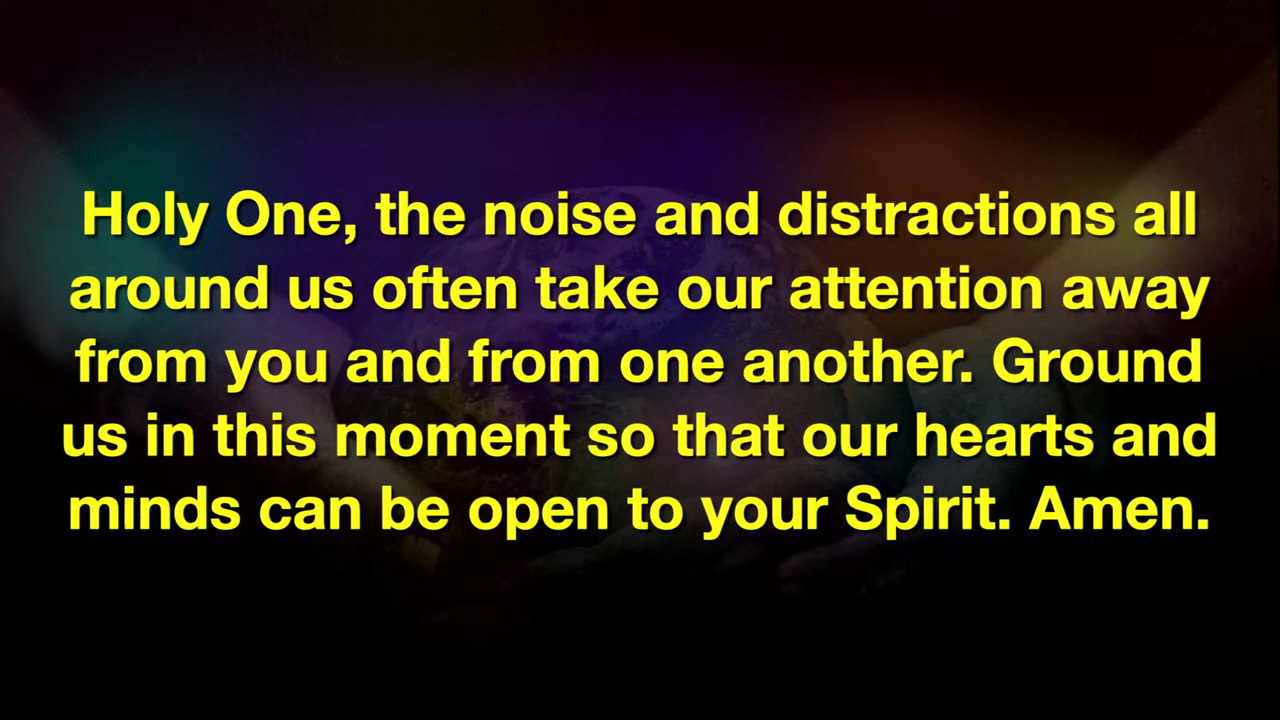 Holy One, the noise and distractions all
around us often take our attention away
from you and from one another. Ground
us in this moment so that our hearts and
minds can be open to your Spirit. Amen.